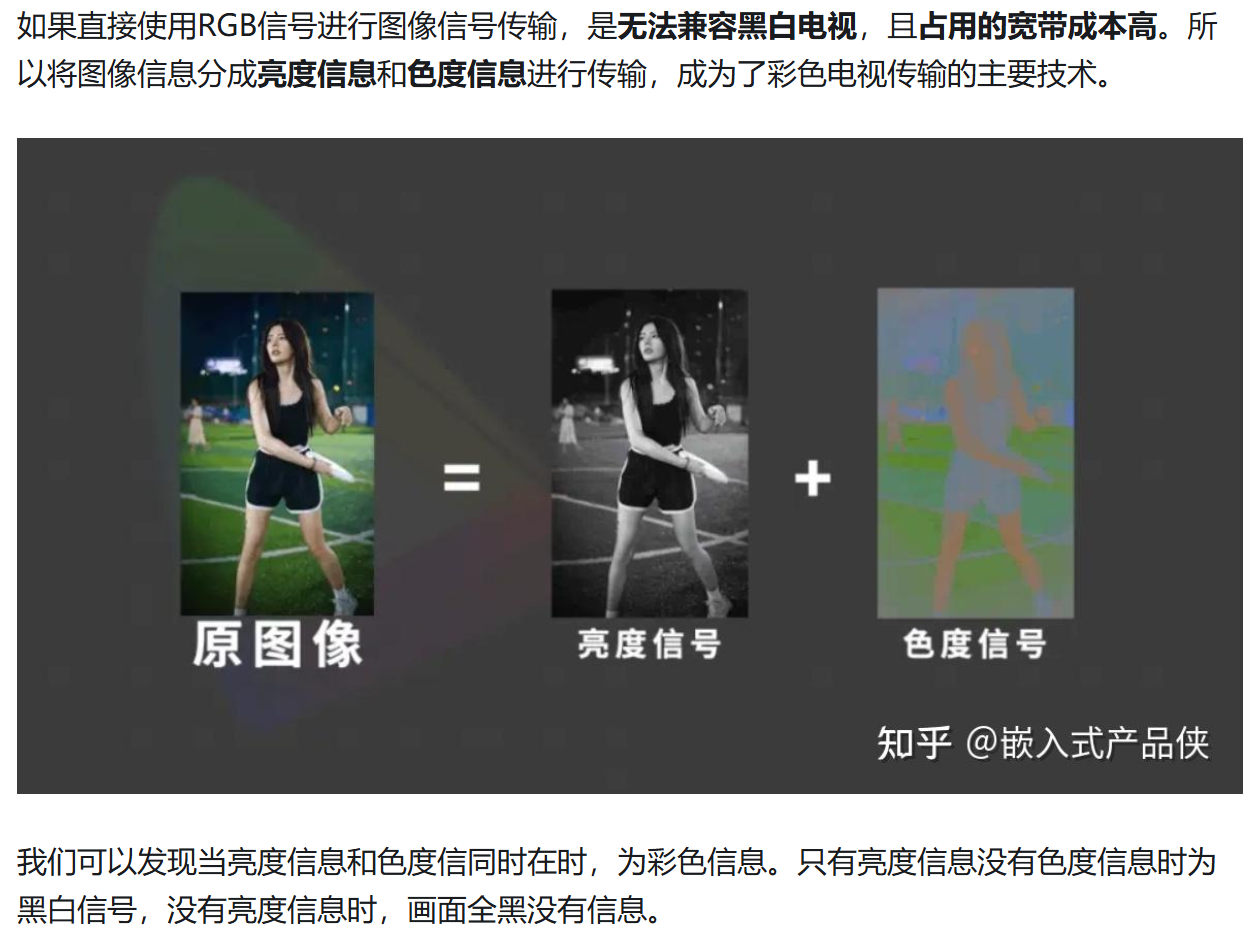 如果直接使用RGB信号进行图像信号传输，是无法兼容黑白电视，且占用的宽带成本高。所
以将图像信息分成亮度信息和色度信息进行传输，成为了彩色电视传输的主要技术。
=
+
原图像
亮度信号
色度信号
知乎 @嵌入式产品侠
我们可以发现当亮度信息和色度信同时在时，为彩色信息。只有亮度信息没有色度信息时为
黑白信号，没有亮度信息时，画面全黑没有信息。